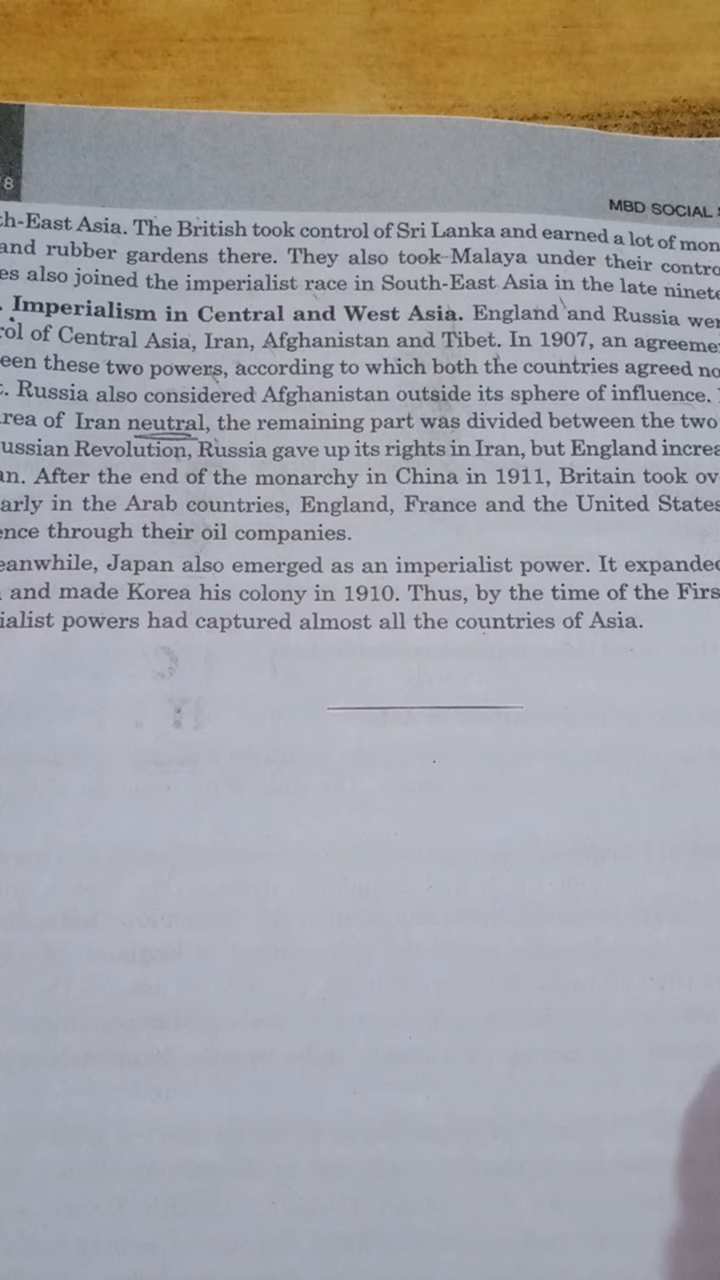 8
MBD SOCIAL
th-East Asia. The British took control of Sri Lanka and earned a lot of mon
and rubber gardens there. They also took Malaya under their contro
es also joined the imperialist race in South-East Asia in the late ninete
. Imperialism in Central and West Asia. England and Russia wer
rol of Central Asia, Iran, Afghanistan and Tibet. In 1907, an agreeme
een these two powers, according to which both the countries agreed no
. Russia also considered Afghanistan outside its sphere of influence.
rea of Iran neutral, the remaining part was divided between the two
ussian Revolution, Russia gave up its rights in Iran, but England increa
an. After the end of the monarchy in China in 1911, Britain took ov
arly in the Arab countries, England, France and the United States
ence through their oil companies.
eanwhile, Japan also emerged as an imperialist power. It expanded
and made Korea his colony in 1910. Thus, by the time of the Firs
ialist powers had captured almost all the countries of Asia.